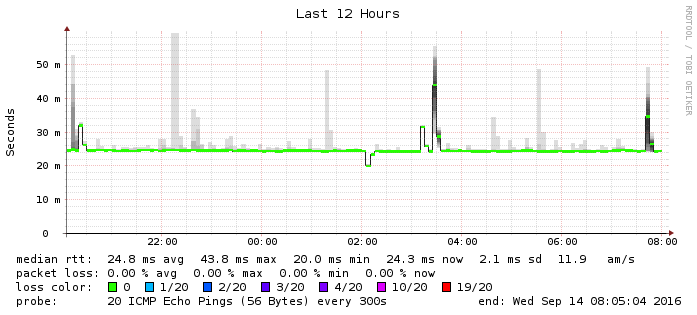 Last 12 Hours
RRDTOOL / TOBI OETIKER
Seconds
50 m
40 m
30 m
20 m
10 m
0
22:00 00:00 02:00 04:00 06:00 08:00
median rtt: 24.8 ms avg 43.8 ms max 20.0 ms min 24.3 ms now 2.1 ms sd 11.9 am/s
packet loss: 0.00 % avg 0.00 % max 0.00 % min 0.00 % now
loss color: 0 1/20 2/20 3/20 4/20 10/20 19/20
probe: 20 ICMP Echo Pings (56 Bytes) every 300s end: Wed Sep 14 08:05:04 2016